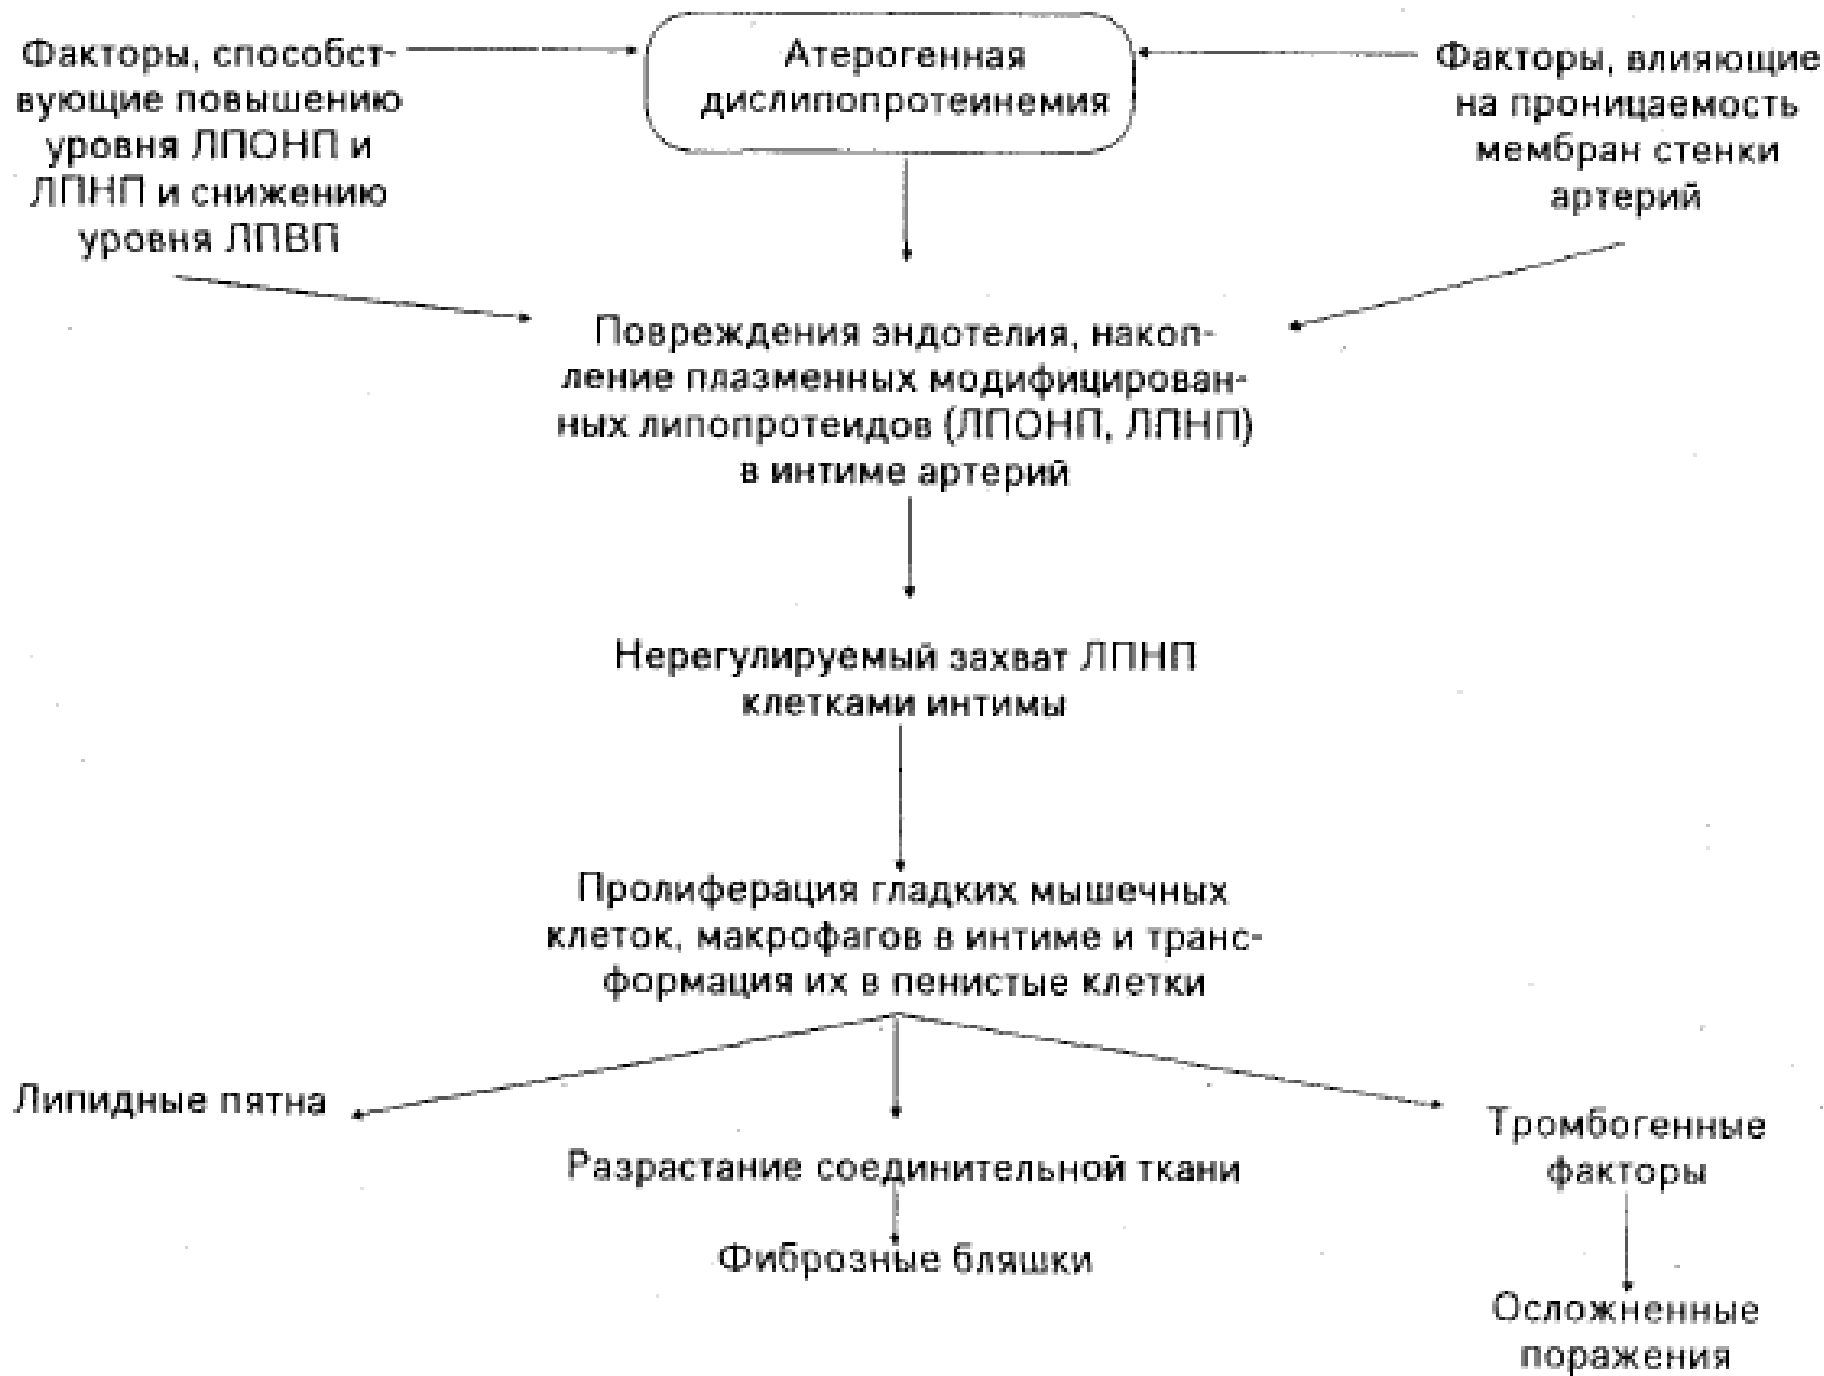 Факторы, способст-
вующие повышению
уровня ЛПОНП и
ЛПНП и снижению
уровня ЛПВП
Атерогенная
дислипопротеинемия
Факторы, влияющие
на проницаемость
мембран стенки
артерий
Повреждения эндотелия, накоп-
ление плазменных модифицирован-
ных липопротеидов (ЛПОНП, ЛПНП)
в интиме артерий
Нерегулируемый захват ЛПНП
клетками интимы
Пролиферация гладких мышечных
клеток, макрофагов в интиме и транс-
формация их в пенистые клетки
Липидные пятна
Разрастание соединительной ткани
Фиброзные бляшки
Тромбогенные
факторы
Осложненные
поражения